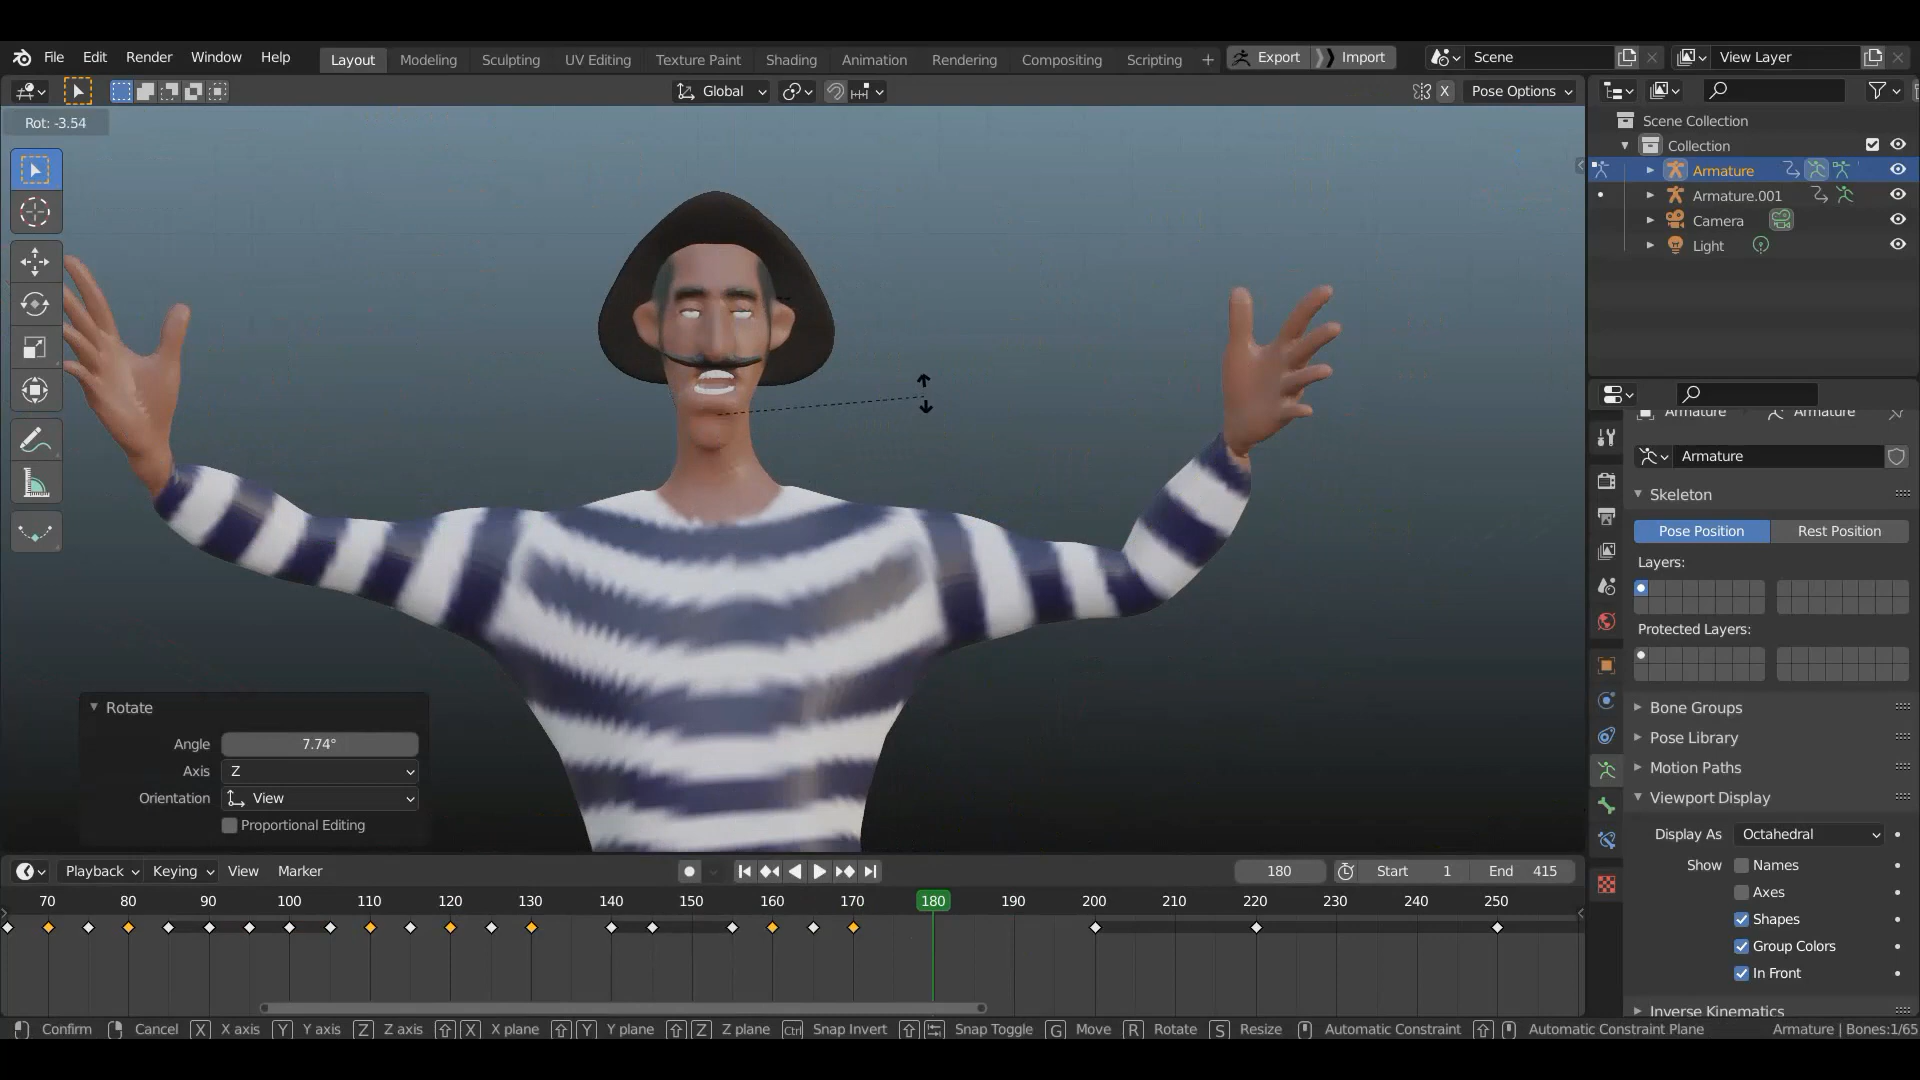 File Edit Render Window Help Layout Modeling Sculpting UV Editing Texture Paint Shading Animation Rendering Compositing Scripting + Export Import Scene View Layer
Global X Pose Options
Rot: -3.54
Scene Collection
Collection
Armature
Armature.001
Camera
Light
Armature Armature
Armature
Skeleton
Pose Position Rest Position
Layers:
Protected Layers:
Bone Groups
Pose Library
Motion Paths
Viewport Display
Display As Octahedral
Show Names
Axes
Shapes
Group Colors
In Front
Inverse Kinematics
Rotate
Angle 7.74°
Axis Z
Orientation View
Proportional Editing
Playback Keying View Marker 180 Start 1 End 415
70 80 90 100 110 120 130 140 150 160 170 180 190 200 210 220 230 240 250
Confirm Cancel X X axis Y Y axis Z Z axis X X plane Y Y plane Z Z plane Ctrl Snap Invert Snap Toggle G Move R Rotate S Resize Automatic Constraint Automatic Constraint Plane Armature | Bones:1/65